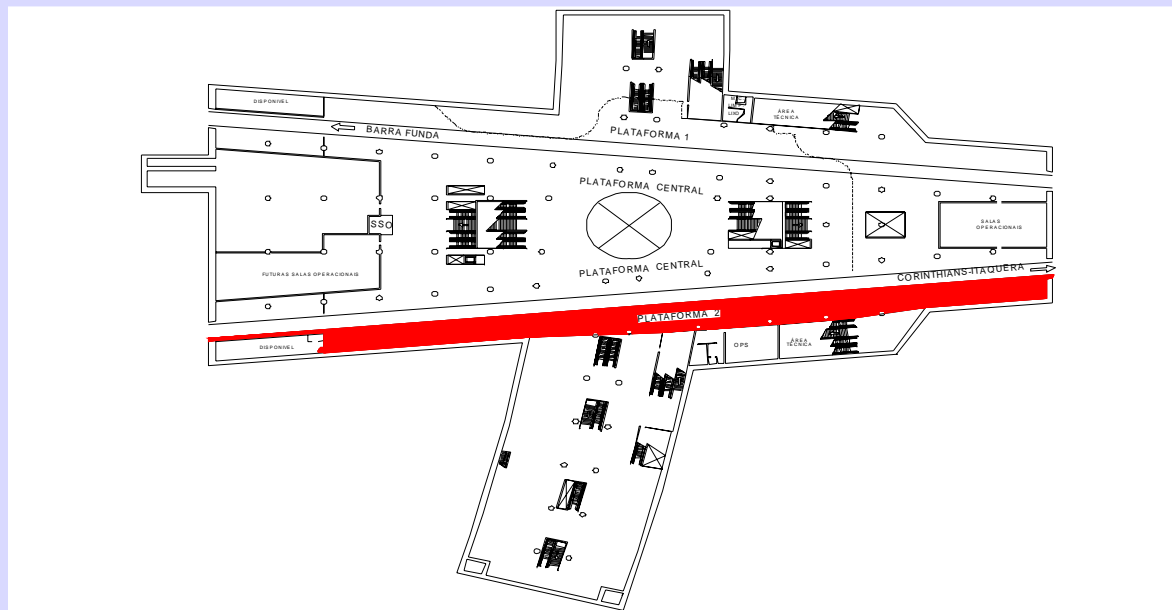 DISPONIVEL
LIXO
ÁREA
TÉCNICA
BARRA FUNDA
PLATAFORMA 1
PLATAFORMA CENTRAL
SSO
SALAS
OPERACIONAIS
FUTURAS SALAS OPERACIONAIS
PLATAFORMA CENTRAL
CORINTHIANS-ITAQUERA
PLATAFORMA 2
DISPONIVEL
OPS
ÁREA
TÉCNICA